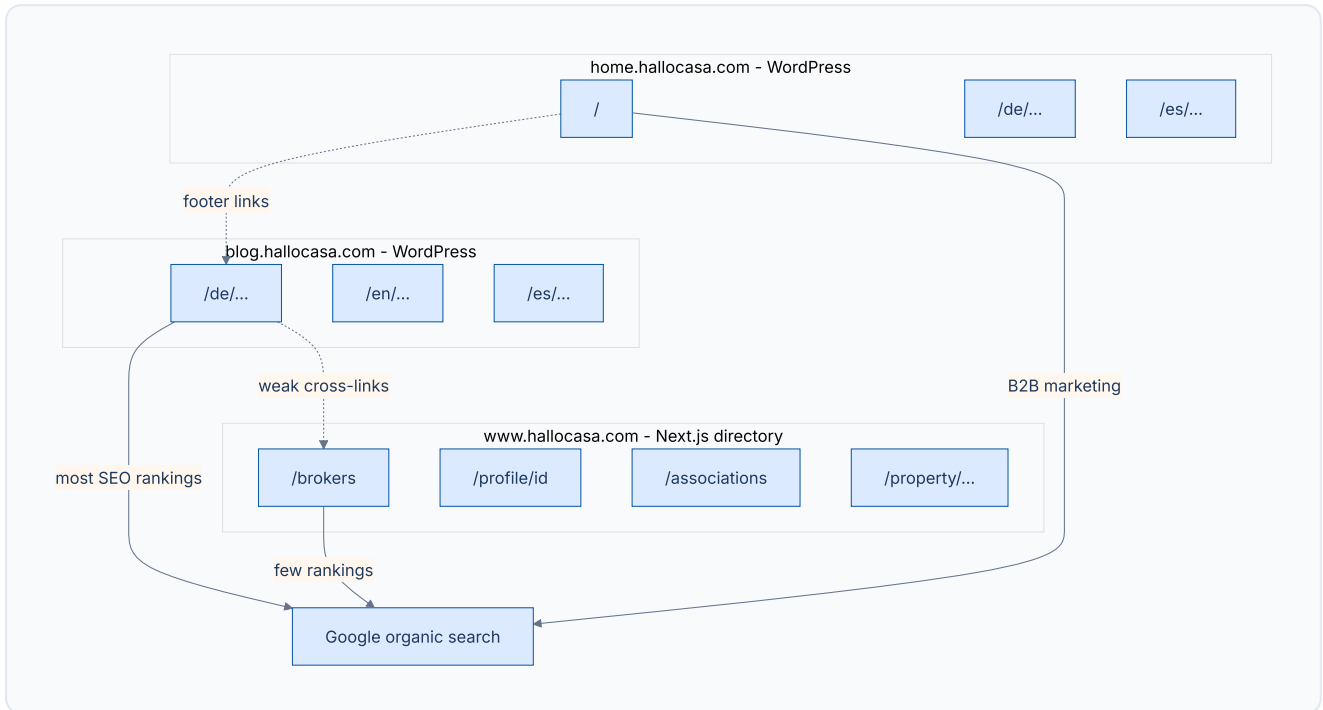 home.hallocasa.com - WordPress
/
/de/...
/es/...
footer links
blog.hallocasa.com - WordPress
/de/...
/en/...
/es/...
weak cross-links
B2B marketing
www.hallocasa.com - Next.js directory
most SEO rankings
/brokers
/profile/id
/associations
/property/...
few rankings
Google organic search